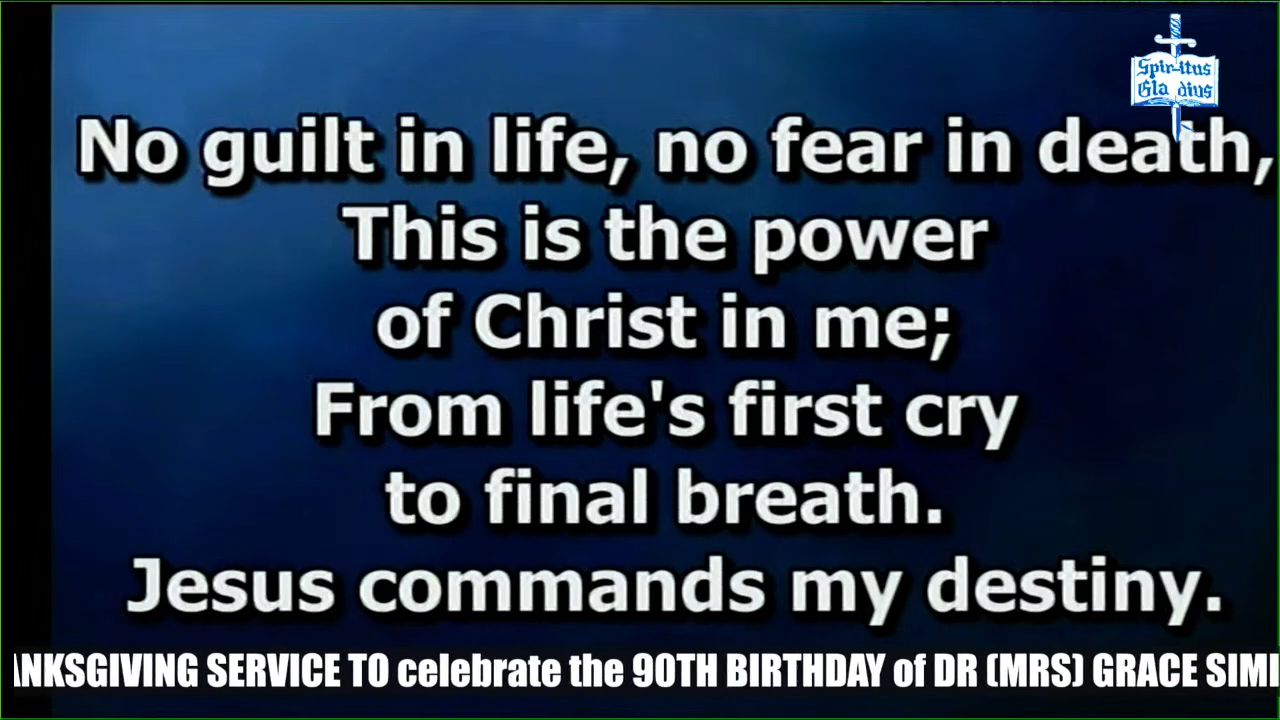 Spiritus
Gladius
No guilt in life, no fear in death,
This is the power
of Christ in me;
From life's first cry
to final breath.
Jesus commands my destiny.
ANKSGIVING SERVICE TO celebrate the 90TH BIRTHDAY of DR (MRS) GRACE SIMI